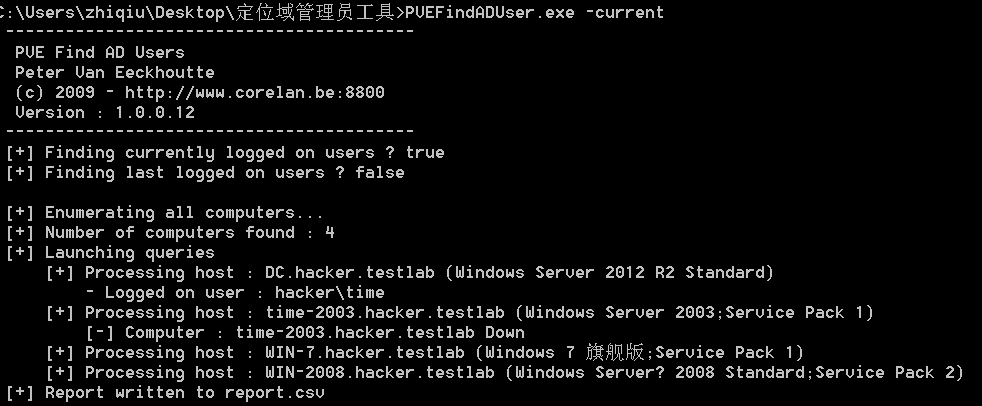 C:\Users\zhiqiu\Desktop\定位域管理员工具>PVEFindADUser.exe -current
-----------------------------------------
PVE Find AD Users
Peter Van Eeckhoutte
(c) 2009 - http://www.corelan.be:8800
Version : 1.0.0.12
-----------------------------------------
[+] Finding currently logged on users ? true
[+] Finding last logged on users ? false
[+] Enumerating all computers...
[+] Number of computers found : 4
[+] Launching queries
[+] Processing host : DC.hacker.testlab (Windows Server 2012 R2 Standard)
- Logged on user : hacker\time
[+] Processing host : time-2003.hacker.testlab (Windows Server 2003;Service Pack 1)
[-] Computer : time-2003.hacker.testlab Down
[+] Processing host : WIN-7.hacker.testlab (Windows 7 旗舰版;Service Pack 1)
[+] Processing host : WIN-2008.hacker.testlab (Windows Server? 2008 Standard;Service Pack 2)
[+] Report written to report.csv